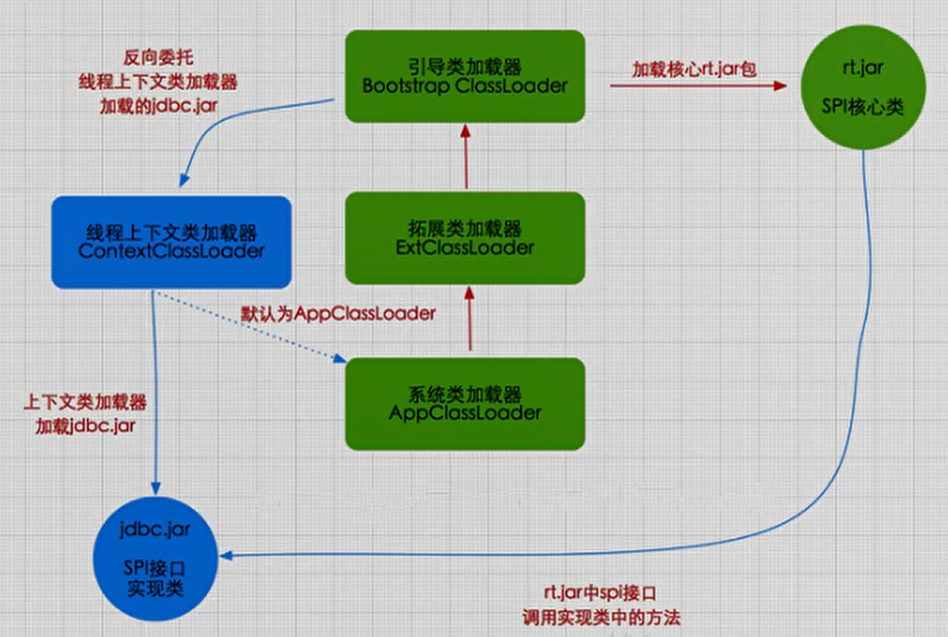 反向委托
线程上下文类加载器
加载的jdbc.jar
引导类加载器
Bootstrap ClassLoader
加载核心rt.jar包
rt.jar
SPI核心类
线程上下文类加载器
ContextClassLoader
拓展类加载器
ExtClassLoader
默认为AppClassLoader
系统类加载器
AppClassLoader
上下文类加载器
加载jdbc.jar
jdbc.jar
SPI接口
实现类
rt.jar中spi接口
调用实现类中的方法